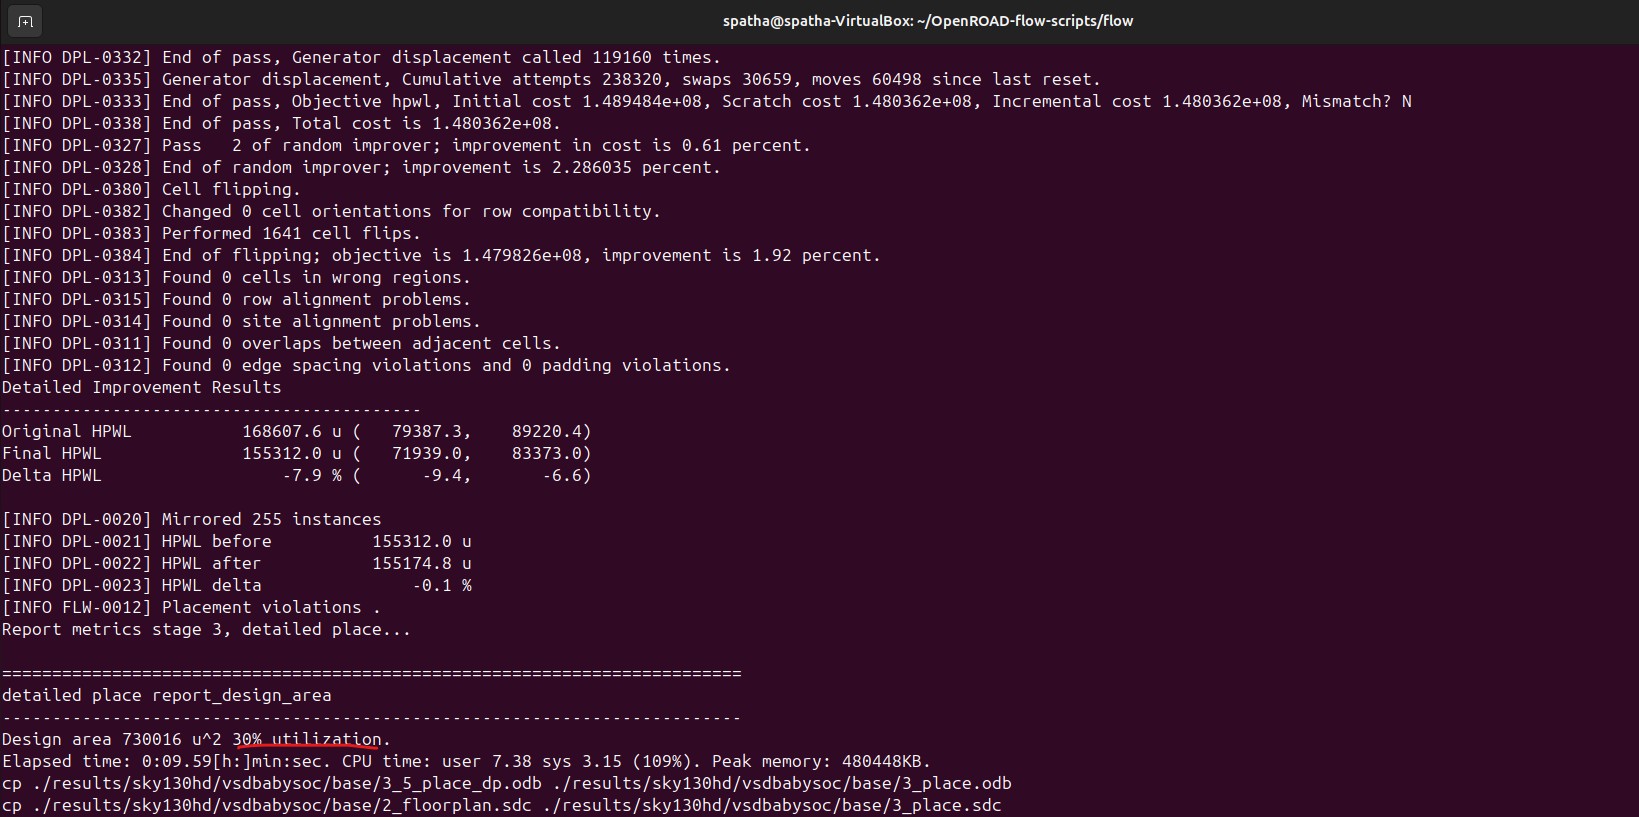 spatha@spatha-VirtualBox: ~/OpenROAD-flow-scripts/flow
[INFO DPL-0332] End of pass, Generator displacement called 119160 times.
[INFO DPL-0335] Generator displacement, Cumulative attempts 238320, swaps 30659, moves 60498 since last reset.
[INFO DPL-0333] End of pass, Objective hpwl, Initial cost 1.489484e+08, Scratch cost 1.480362e+08, Incremental cost 1.480362e+08, Mismatch? N
[INFO DPL-0338] End of pass, Total cost is 1.480362e+08.
[INFO DPL-0327] Pass   2 of random improver; improvement in cost is 0.61 percent.
[INFO DPL-0328] End of random improver; improvement is 2.286035 percent.
[INFO DPL-0380] Cell flipping.
[INFO DPL-0382] Changed 0 cell orientations for row compatibility.
[INFO DPL-0383] Performed 1641 cell flips.
[INFO DPL-0384] End of flipping; objective is 1.479826e+08, improvement is 1.92 percent.
[INFO DPL-0313] Found 0 cells in wrong regions.
[INFO DPL-0315] Found 0 row alignment problems.
[INFO DPL-0314] Found 0 site alignment problems.
[INFO DPL-0311] Found 0 overlaps between adjacent cells.
[INFO DPL-0312] Found 0 edge spacing violations and 0 padding violations.
Detailed Improvement Results
------------------------------------------
Original HPWL           168607.6 u (   79387.3,    89220.4)
Final HPWL              155312.0 u (   71939.0,    83373.0)
Delta HPWL                  -7.9 % (      -9.4,       -6.6)
[INFO DPL-0020] Mirrored 255 instances
[INFO DPL-0021] HPWL before          155312.0 u
[INFO DPL-0022] HPWL after           155174.8 u
[INFO DPL-0023] HPWL delta               -0.1 %
[INFO FLW-0012] Placement violations .
Report metrics stage 3, detailed place...
==========================================================================
detailed place report_design_area
--------------------------------------------------------------------------
Design area 730016 u^2 30% utilization.
Elapsed time: 0:09.59[h:]min:sec. CPU time: user 7.38 sys 3.15 (109%). Peak memory: 480448KB.
cp ./results/sky130hd/vsdbabysoc/base/3_5_place_dp.odb ./results/sky130hd/vsdbabysoc/base/3_place.odb
cp ./results/sky130hd/vsdbabysoc/base/2_floorplan.sdc ./results/sky130hd/vsdbabysoc/base/3_place.sdc